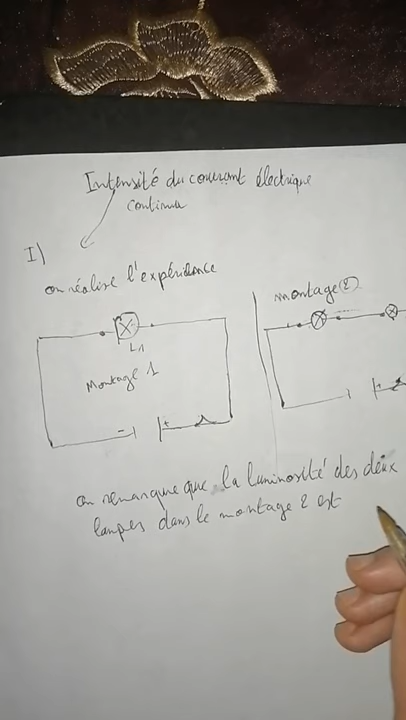 Intensité du courant électrique
continu
I)
on réalise l'expérience
montage(2)
L1
Montage 1
- +
+
on remarque que la luminosité des deux
lampes dans le montage 2 est